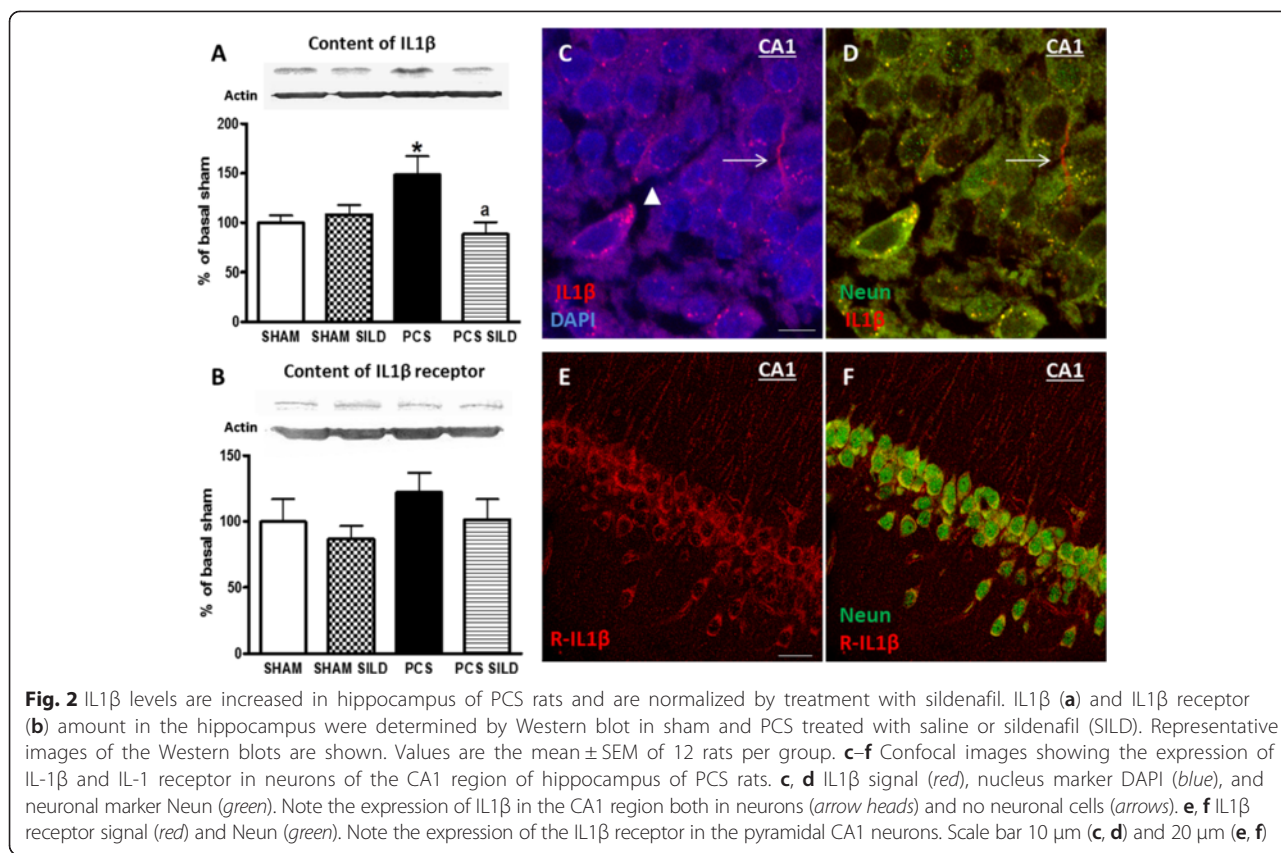 A
Content of IL1β
Actin
% of basal sham
200
150
100
50
0
*
a
SHAM
SHAM SILD
PCS
PCS SILD
B
Content of IL1β receptor
Actin
% of basal sham
150
100
50
0
SHAM
SHAM SILD
PCS
PCS SILD
C
CA1
IL1β
DAPI
D
CA1
Neun
IL1β
E
CA1
R-IL1β
F
CA1
Neun
R-IL1β
Fig. 2 IL1β levels are increased in hippocampus of PCS rats and are normalized by treatment with sildenafil. IL1β (a) and IL1β receptor
(b) amount in the hippocampus were determined by Western blot in sham and PCS treated with saline or sildenafil (SILD). Representative
images of the Western blots are shown. Values are the mean ± SEM of 12 rats per group. c–f Confocal images showing the expression of
IL-1β and IL-1 receptor in neurons of the CA1 region of hippocampus of PCS rats. c, d IL1β signal (red), nucleus marker DAPI (blue), and
neuronal marker Neun (green). Note the expression of IL1β in the CA1 region both in neurons (arrow heads) and no neuronal cells (arrows). e, f IL1β
receptor signal (red) and Neun (green). Note the expression of the IL1β receptor in the pyramidal CA1 neurons. Scale bar 10 μm (c, d) and 20 μm (e, f)